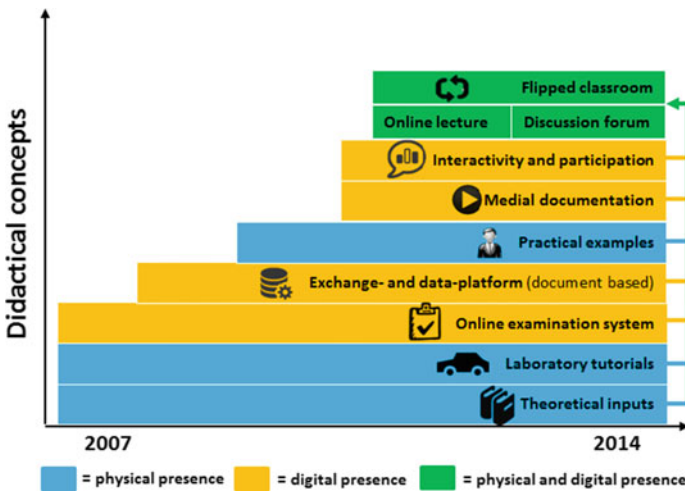 Didactical concepts
Flipped classroom
Online lecture
Discussion forum
Interactivity and participation
Medial documentation
Practical examples
Exchange- and data-platform (document based)
Online examination system
Laboratory tutorials
Theoretical inputs
2007
2014
= physical presence
= digital presence
= physical and digital presence